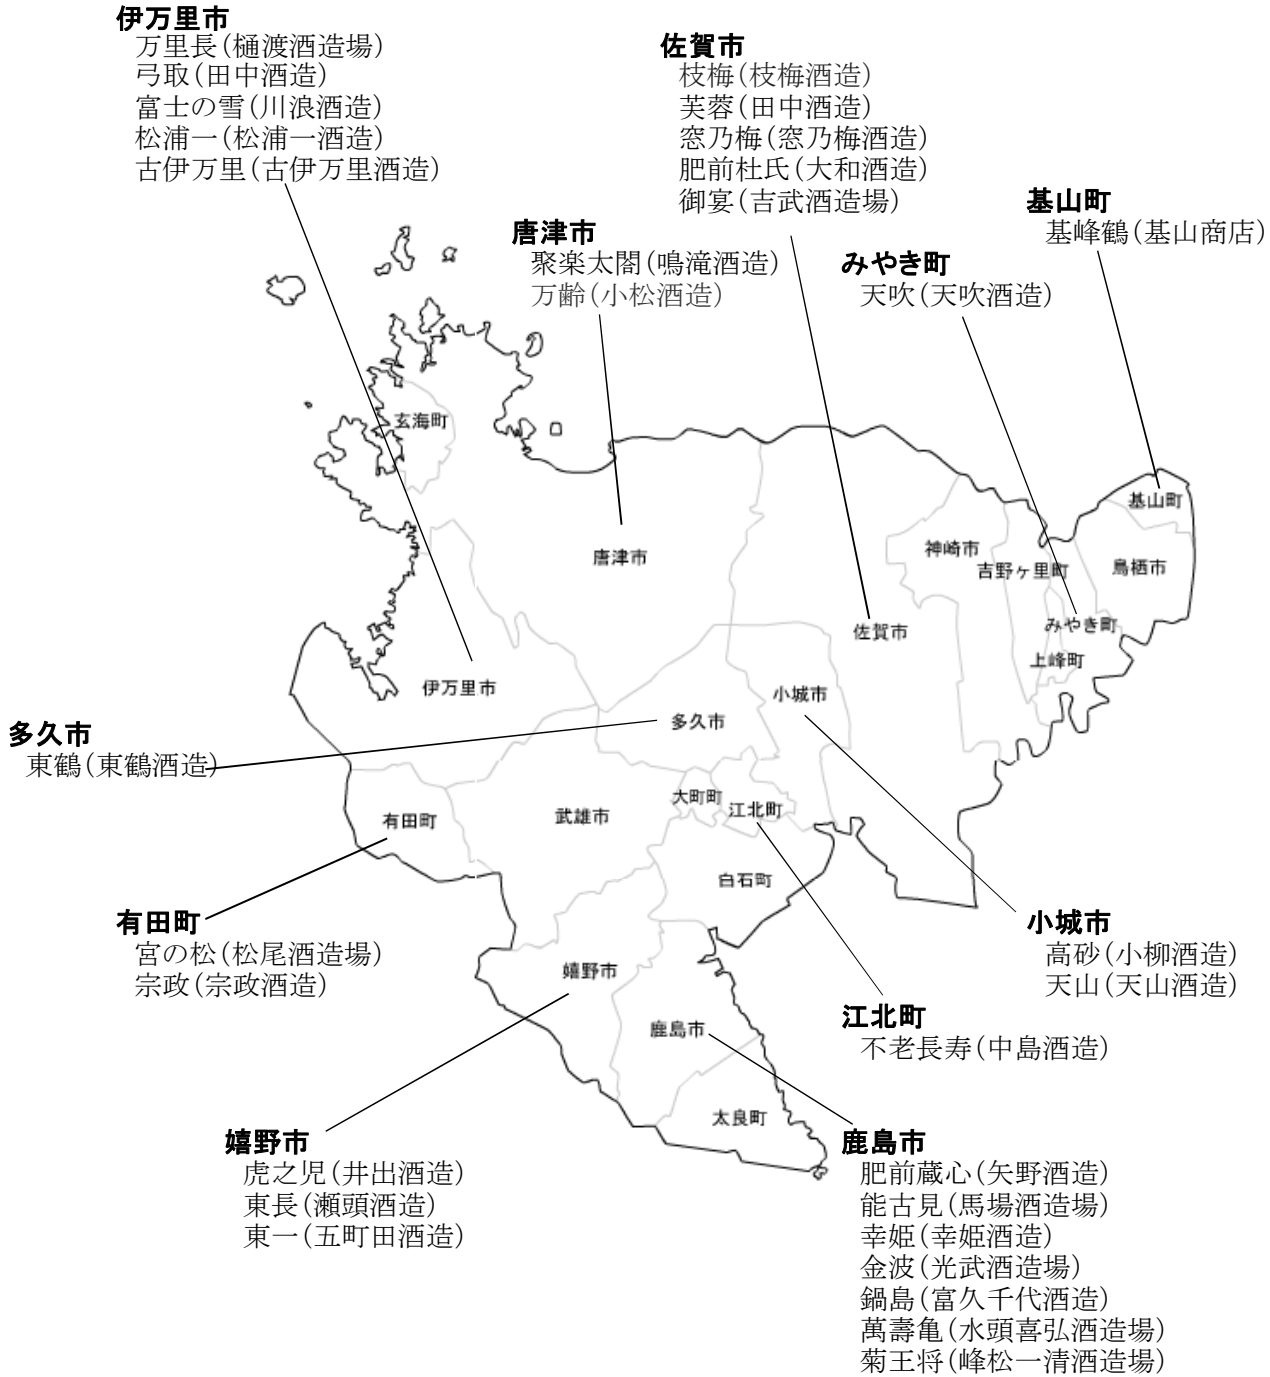 伊万里市
万里長(樋渡酒造場)
弓取(田中酒造)
富士の雪(川浪酒造)
松浦一(松浦一酒造)
古伊万里(古伊万里酒造)
佐賀市
枝梅(枝梅酒造)
芙蓉(田中酒造)
窓乃梅(窓乃梅酒造)
肥前杜氏(大和酒造)
御宴(吉武酒造場)
基山町
基峰鶴(基山商店)
唐津市
聚楽太閤(鳴滝酒造)
万齢(小松酒造)
みやき町
天吹(天吹酒造)
玄海町
基山町
唐津市
神崎市
吉野ヶ里町
鳥栖市
佐賀市
みやき町
上峰町
伊万里市
小城市
多久市
多久市
東鶴(東鶴酒造)
有田町
武雄市
大町町
江北町
白石町
有田町
宮の松(松尾酒造場)
宗政(宗政酒造)
小城市
高砂(小柳酒造)
天山(天山酒造)
嬉野市
鹿島市
江北町
不老長寿(中島酒造)
太良町
嬉野市
虎之児(井出酒造)
東長(瀬頭酒造)
東一(五町田酒造)
鹿島市
肥前蔵心(矢野酒造)
能古見(馬場酒造場)
幸姫(幸姫酒造)
金波(光武酒造場)
鍋島(富久千代酒造)
萬壽亀(水頭喜弘酒造場)
菊王将(峰松一清酒造場)